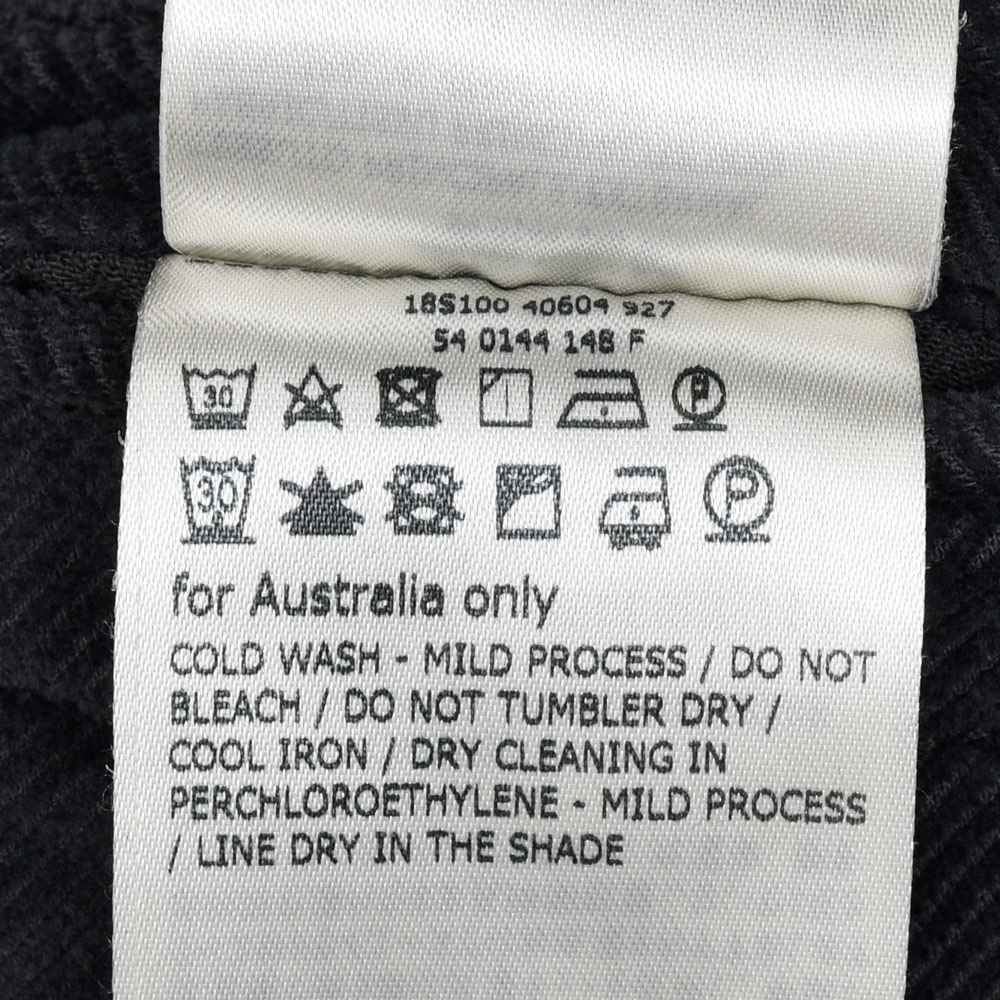 18S100 40604 927
54 0144 148 F
30
30
P
for Australia only
COLD WASH - MILD PROCESS / DO NOT
BLEACH / DO NOT TUMBLER DRY /
COOL IRON / DRY CLEANING IN
PERCHLOROETHYLENE - MILD PROCESS
/ LINE DRY IN THE SHADE